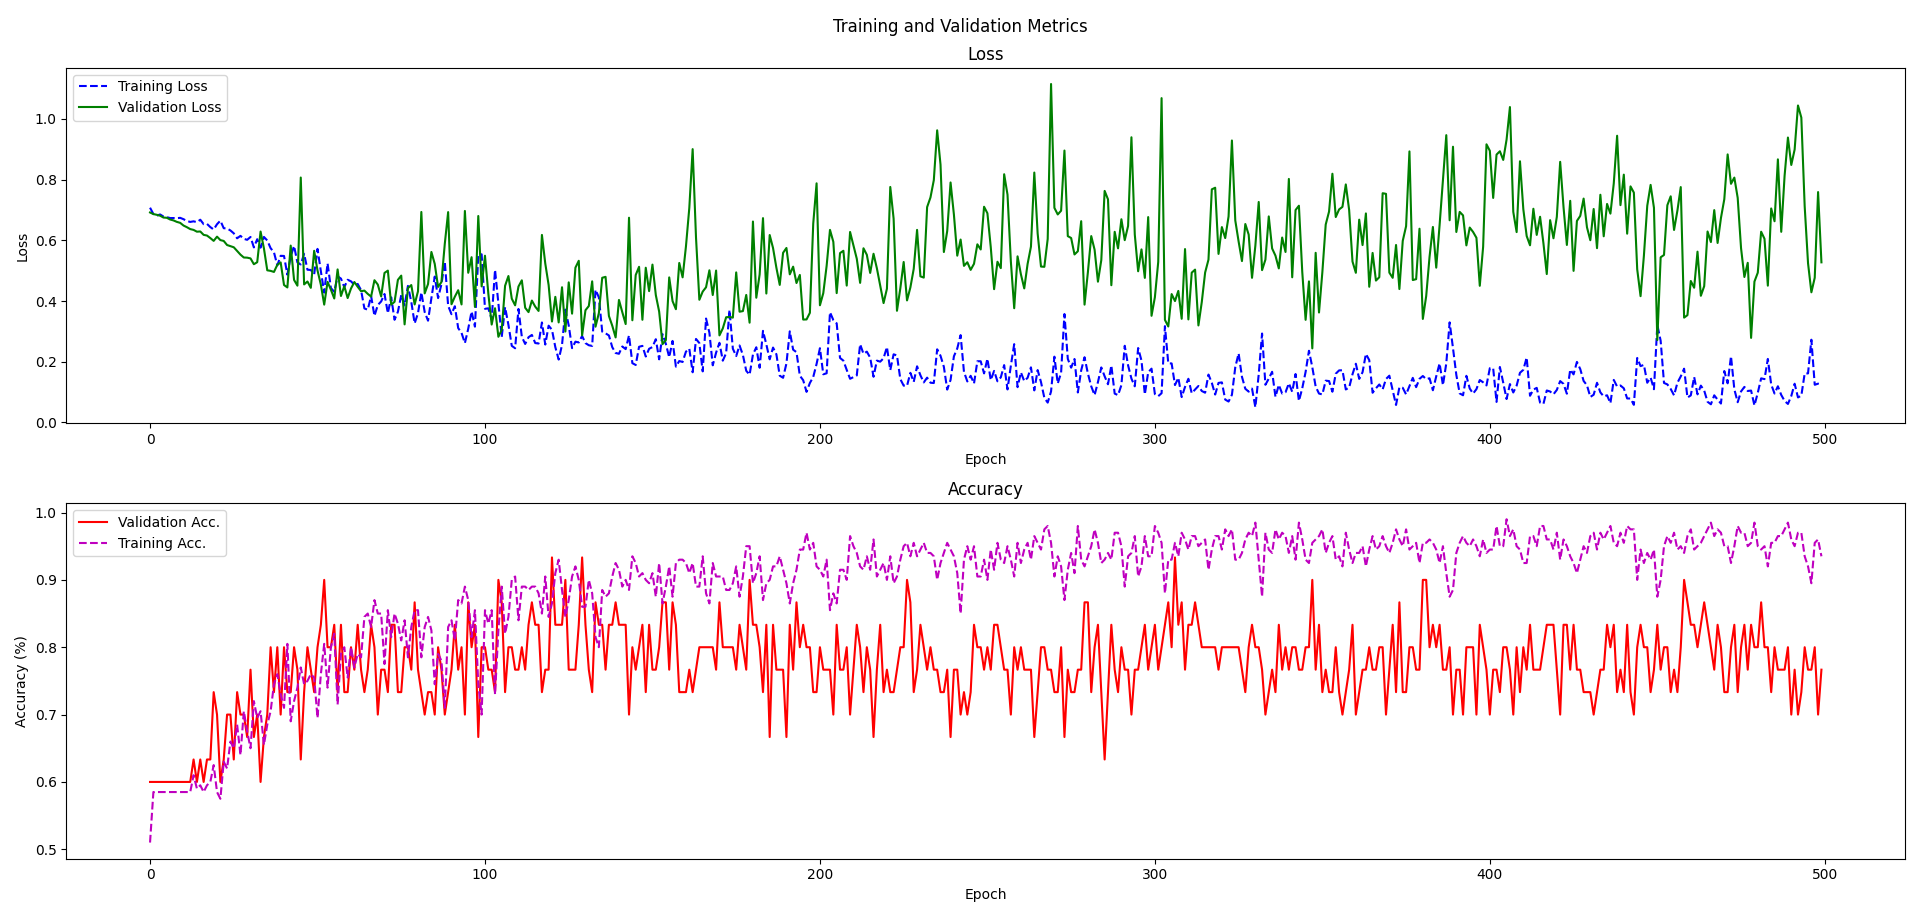 Training and Validation Metrics
Loss
Training Loss
Validation Loss
Loss
1.0
0.8
0.6
0.4
0.2
0.0
0 100 200 300 400 500
Epoch
Accuracy
Validation Acc.
Training Acc.
Accuracy (%)
1.0
0.9
0.8
0.7
0.6
0.5
0 100 200 300 400 500
Epoch